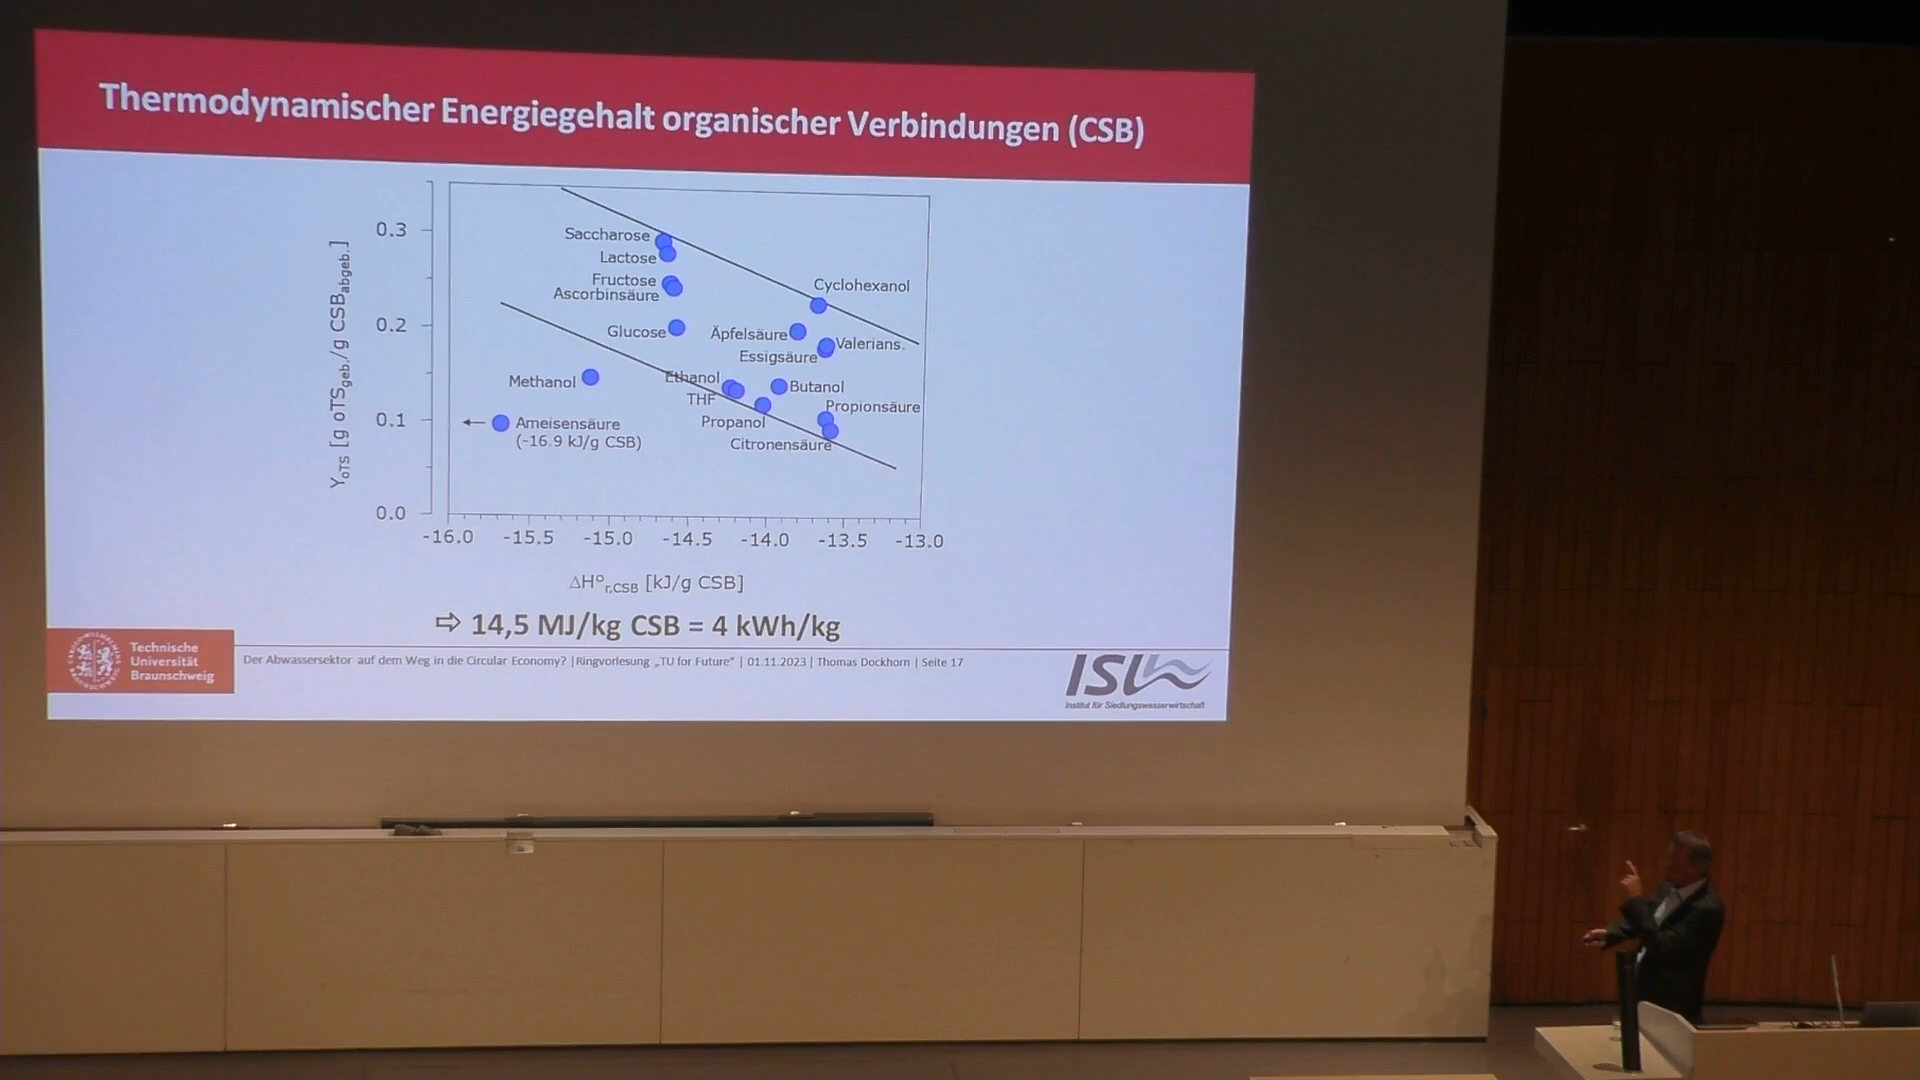 Thermodynamischer Energiegehalt organischer Verbindungen (CSB)
Y_oTS [g oTS_geb./g CSB_abgeb.]
0.3
0.2
0.1
0.0
Saccharose
Lactose
Fructose
Ascorbinsäure
Glucose
Methanol
Ameisensäure
(-16.9 kJ/g CSB)
Cyclohexanol
Äpfelsäure
Valerians.
Essigsäure
Ethanol
THF
Butanol
Propanol
Propionsäure
Citronensäure
-16.0 -15.5 -15.0 -14.5 -14.0 -13.5 -13.0
ΔH°r,CSB [kJ/g CSB]
⇨ 14,5 MJ/kg CSB = 4 kWh/kg
Technische
Universität
Braunschweig
Der Abwassersektor auf dem Weg in die Circular Economy? | Ringvorlesung „TU for Future“ | 01.11.2023 | Thomas Dockhorn | Seite 17
ISW
Institut für Siedlungswasserwirtschaft